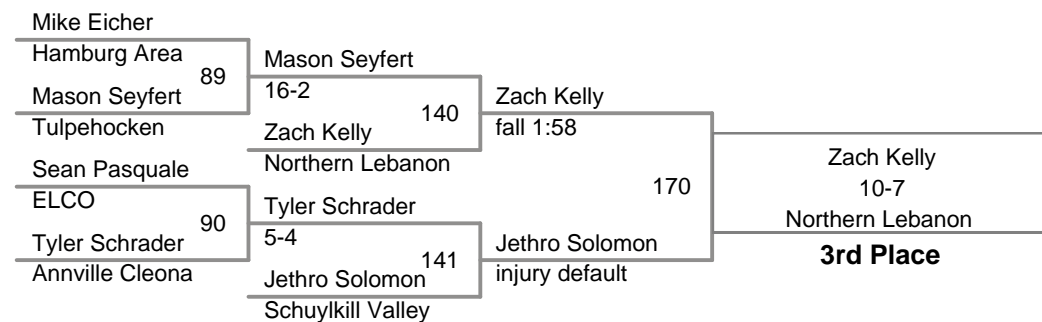 Mike Eicher
Hamburg Area
89
Mason Seyfert
Tulpehocken
Sean Pasquale
ELCO
90
Tyler Schrader
Annville Cleona
Mason Seyfert
16-2
140
Zach Kelly
Northern Lebanon
Tyler Schrader
5-4
141
Jethro Solomon
Schuylkill Valley
Zach Kelly
fall 1:58
170
Jethro Solomon
injury default
Zach Kelly
10-7
Northern Lebanon
3rd Place